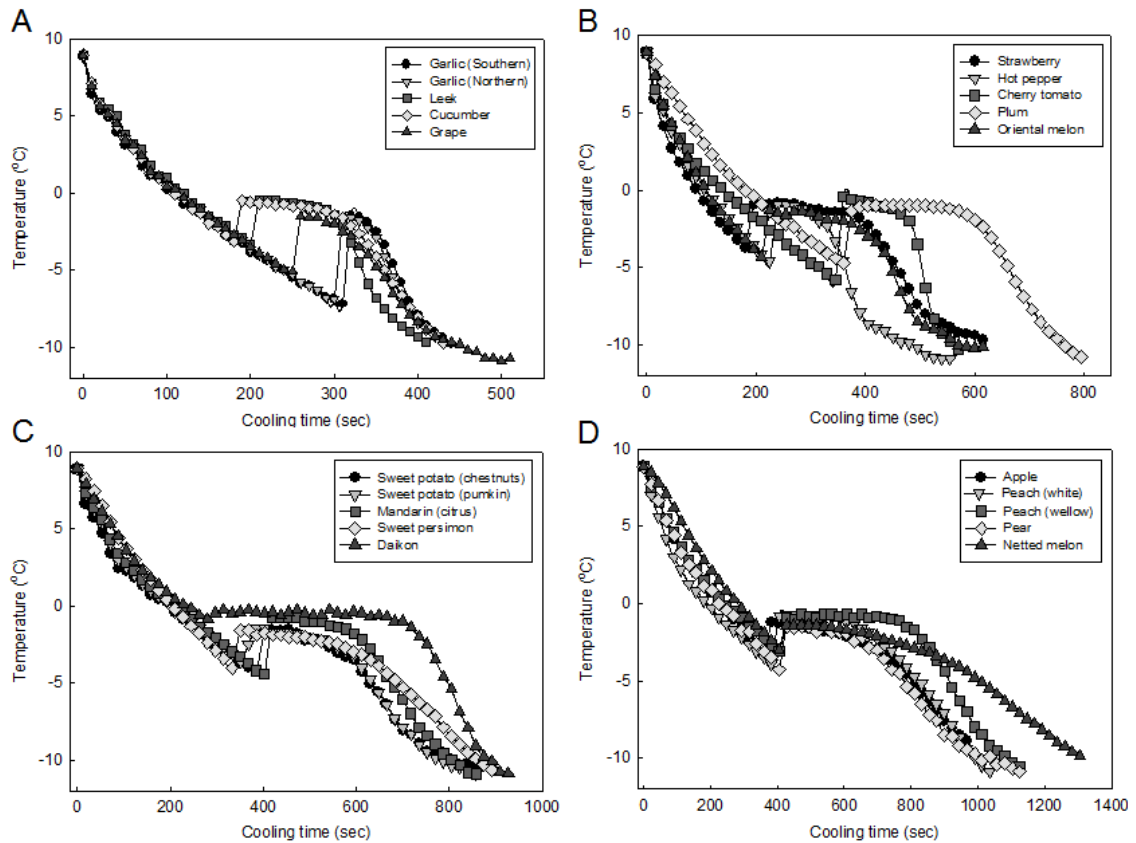 A
Temperature (°C)
10
5
0
-5
-10
Garlic (Southern)
Garlic (Northern)
Leek
Cucumber
Grape
0
100
200
300
400
500
Cooling time (sec)
B
Temperature (°C)
10
5
0
-5
-10
Strawberry
Hot pepper
Cherry tomato
Plum
Oriental melon
0
200
400
600
800
Cooling time (sec)
C
Temperature (°C)
10
5
0
-5
-10
Sweet potato (chestnuts)
Sweet potato (pumkin)
Mandarin (citrus)
Sweet persimon
Daikon
0
200
400
600
800
1000
Cooling time (sec)
D
Temperature (°C)
10
5
0
-5
-10
Apple
Peach (white)
Peach (wellow)
Pear
Netted melon
0
200
400
600
800
1000
1200
1400
Cooling time (sec)